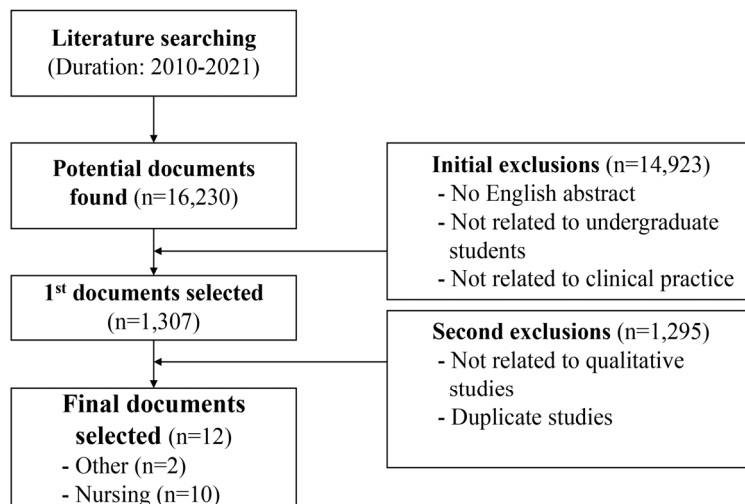 Literature searching
(Duration: 2010-2021)
Potential documents
found (n=16,230)
Initial exclusions (n=14,923)
- No English abstract
- Not related to undergraduate
students
- Not related to clinical practice
1st documents selected
(n=1,307)
Second exclusions (n=1,295)
- Not related to qualitative
studies
- Duplicate studies
Final documents
selected (n=12)
- Other (n=2)
- Nursing (n=10)